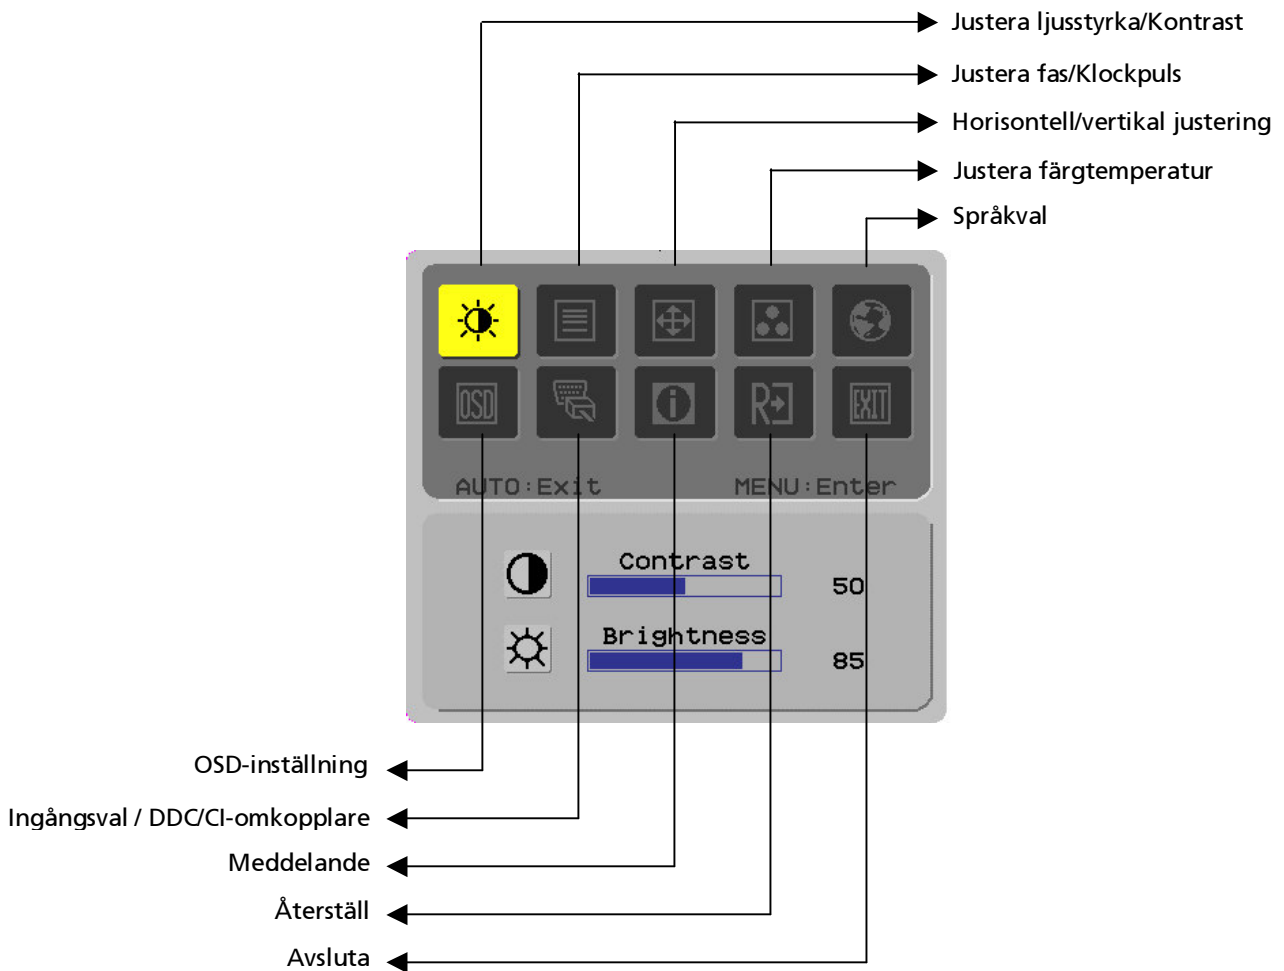 Justera ljusstyrka/Kontrast
Justera fas/Klockpuls
Horisontell/vertikal justering
Justera färgtemperatur
Språkval
OSD
i
R
EXIT
AUTO:Exit MENU:Enter
Contrast
50
Brightness
85
OSD-inställning
Ingångsval / DDC/CI-omkopplare
Meddelande
Återställ
Avsluta